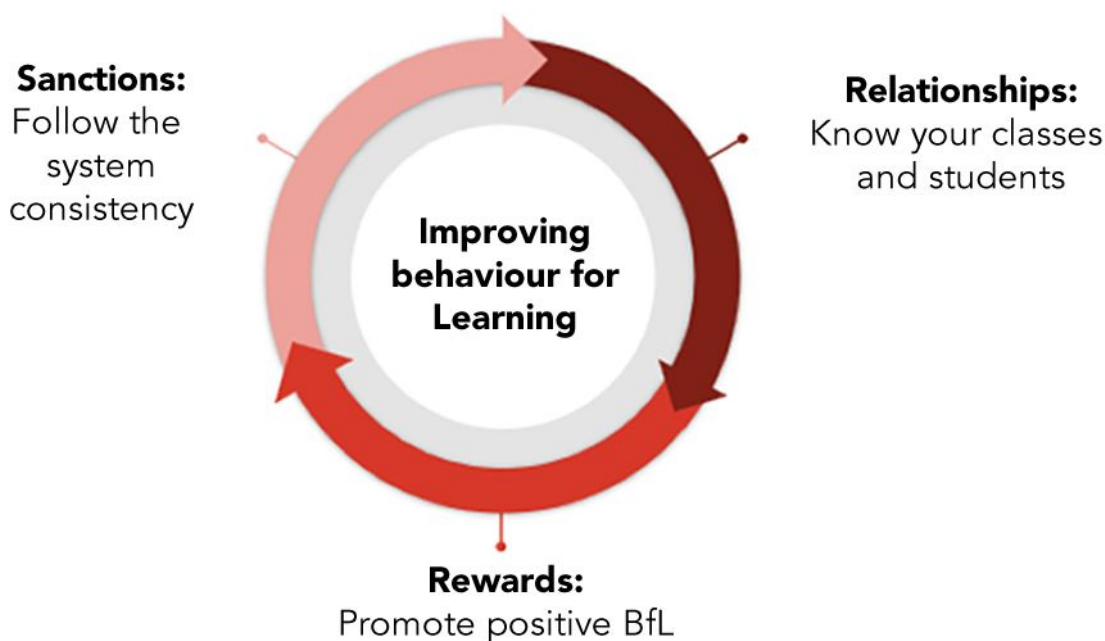 Sanctions:
Follow the
system
consistency
Relationships:
Know your classes
and students
Improving
behaviour for
Learning
Rewards:
Promote positive BfL